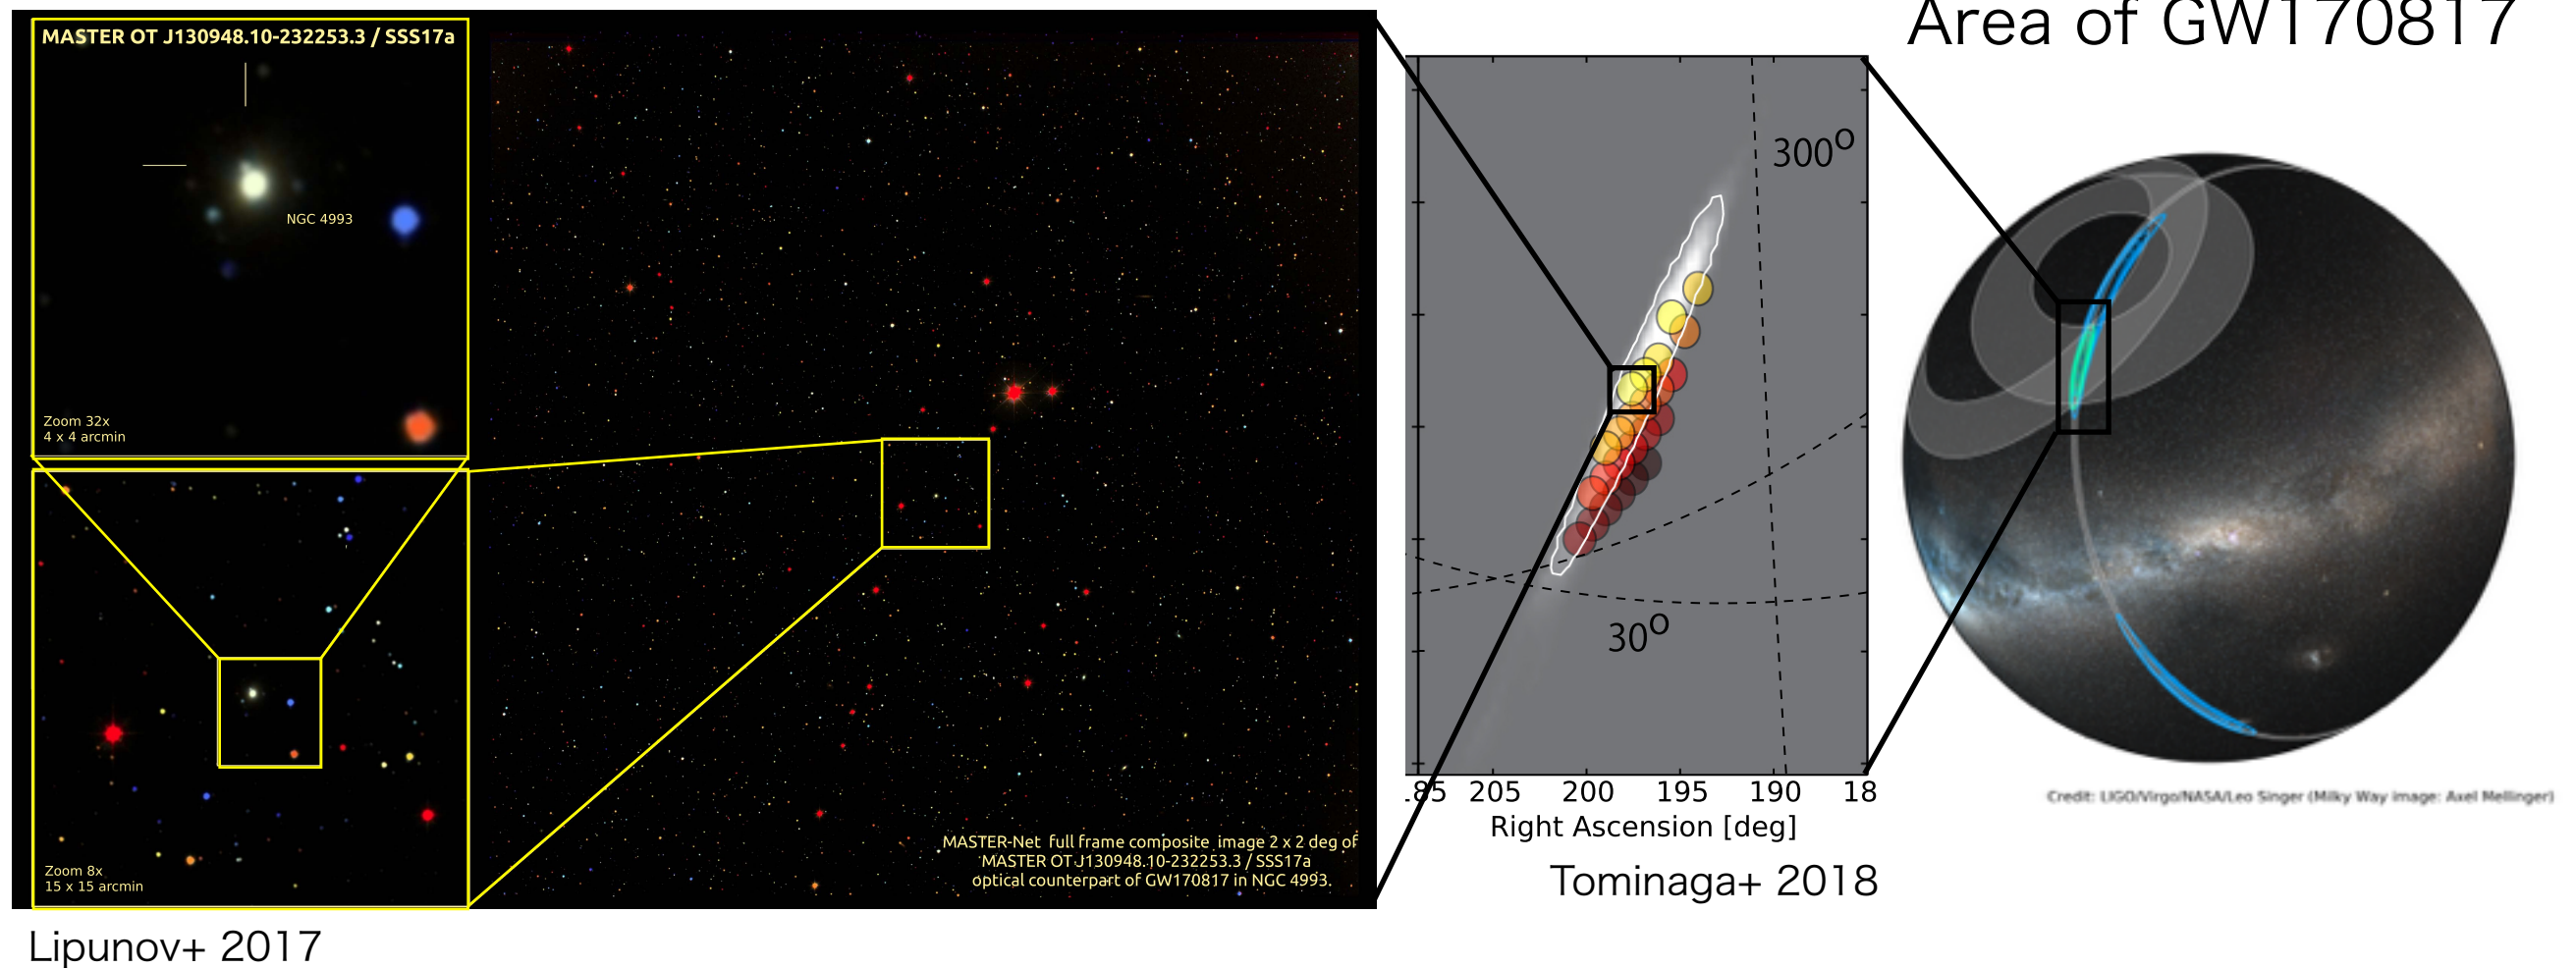 Area of GW170817
MASTER OT J130948.10-232253.3 / SSS17a
NGC 4993
Zoom 32x
4 x 4 arcmin
Zoom 8x
15 x 15 arcmin
MASTER-Net full frame composite image 2 x 2 deg of
MASTER OT J130948.10-232253.3 / SSS17a
optical counterpart of GW170817 in NGC 4993.
Lipunov+ 2017
300°
30°
.85 205 200 195 190 18
Right Ascension [deg]
Tominaga+ 2018
Credit: LIGO/Virgo/NASA/Leo Singer (Milky Way image: Axel Mellinger)